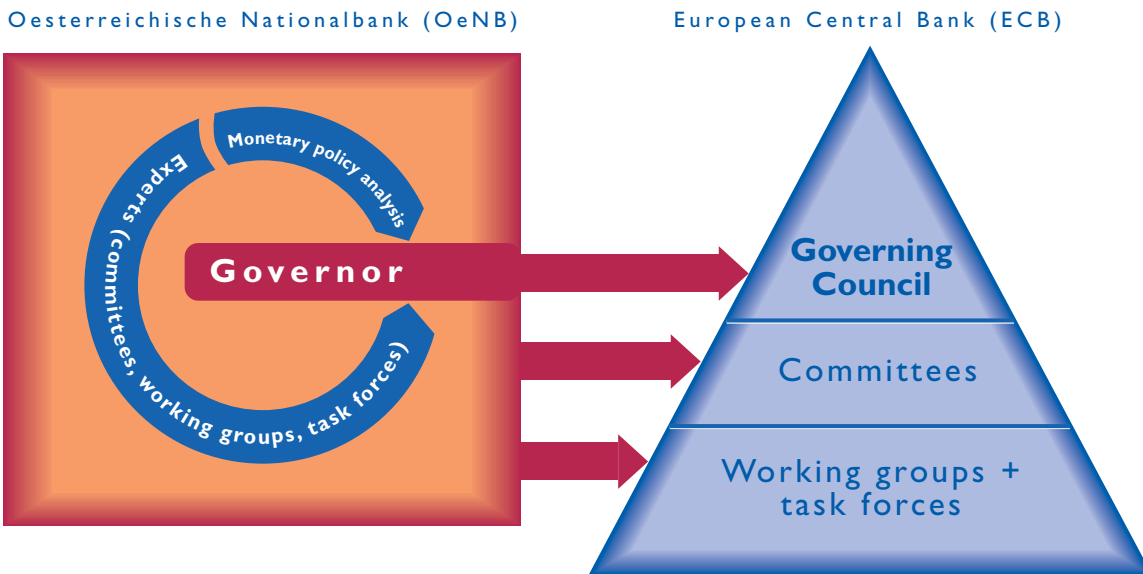 Oesterreichische Nationalbank (OeNB)
European Central Bank (ECB)
Monetary policy analysis
Experts (committees, working groups, task forces)
Governor
Governing
Council
Committees
Working groups +
task forces